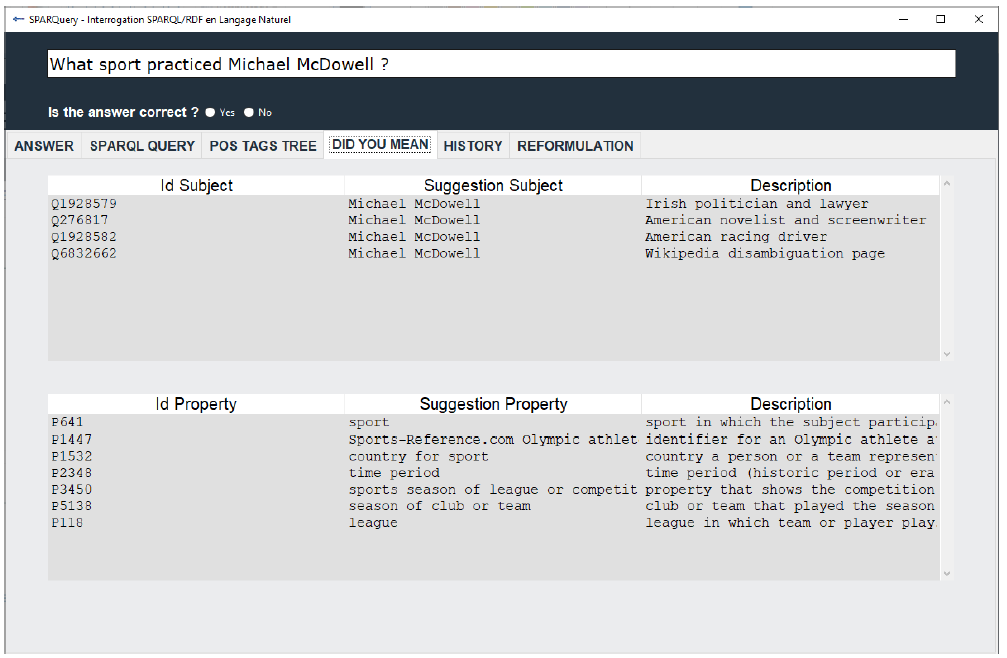 SPARQuery - Interrogation SPARQL/RDF en Langage Naturel
What sport practiced Michael McDowell ?
Is the answer correct ? Yes No
ANSWER SPARQL QUERY POS TAGS TREE DID YOU MEAN HISTORY REFORMULATION
Id Subject Suggestion Subject Description
Q1928579 Michael McDowell Irish politician and lawyer
Q276817 Michael McDowell American novelist and screenwriter
Q1928582 Michael McDowell American racing driver
Q6832662 Michael McDowell Wikipedia disambiguation page
Id Property Suggestion Property Description
P641 sport sport in which the subject particip
P1447 Sports-Reference.com Olympic athlet identifier for an Olympic athlete a
P1532 country for sport country a person or a team represen
P2348 time period time period (historic period or era
P3450 sports season of league or competit property that shows the competition
P5138 season of club or team club or team that played the season
P118 league league in which team or player play